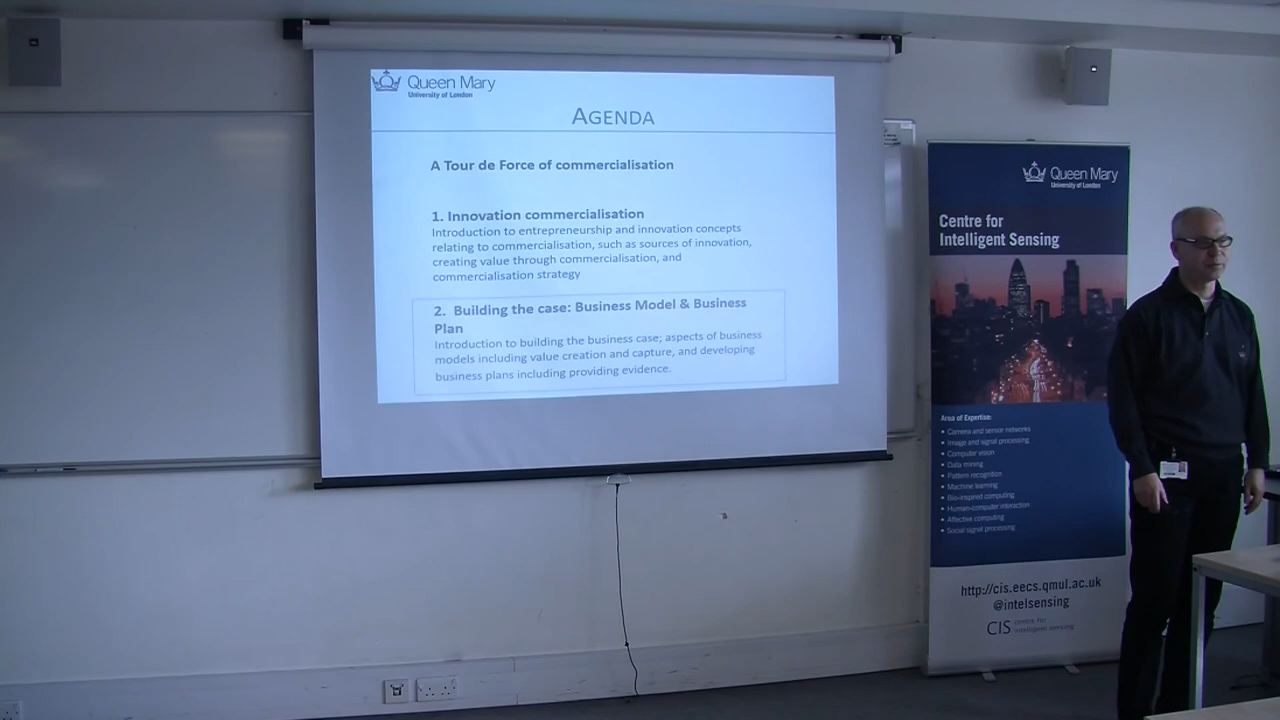 Queen Mary
University of London
AGENDA
A Tour de Force of commercialisation
1. Innovation commercialisation
Introduction to entrepreneurship and innovation concepts
relating to commercialisation, such as sources of innovation,
creating value through commercialisation, and
commercialisation strategy
2. Building the case: Business Model & Business
Plan
Introduction to building the business case; aspects of business
models including value creation and capture, and developing
business plans including providing evidence.
Queen Mary
University of London
Centre for
Intelligent Sensing
Area of Expertise:
• Camera and sensor networks
• Image and signal processing
• Computer vision
• Data mining
• Pattern recognition
• Machine learning
• Bio-inspired computing
• Human-computer interaction
• Affective computing
• Social signal processing
http://cis.eecs.qmul.ac.uk
@intelsensing
CIS centre for
intelligent sensing